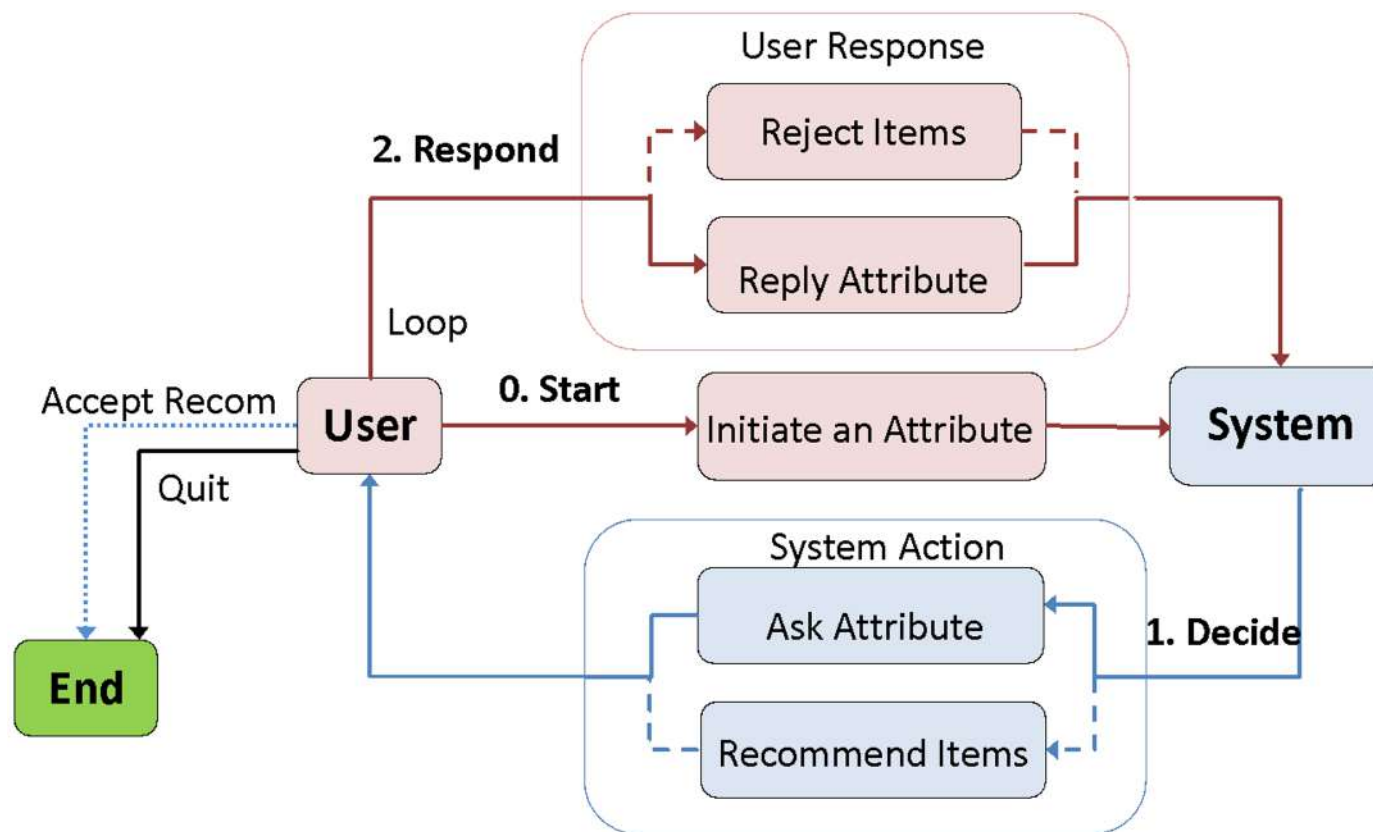 User Response
Reject Items
2. Respond
Reply Attribute
Loop
0. Start
Accept Recom
User
Initiate an Attribute
System
Quit
System Action
Ask Attribute
1. Decide
End
Recommend Items